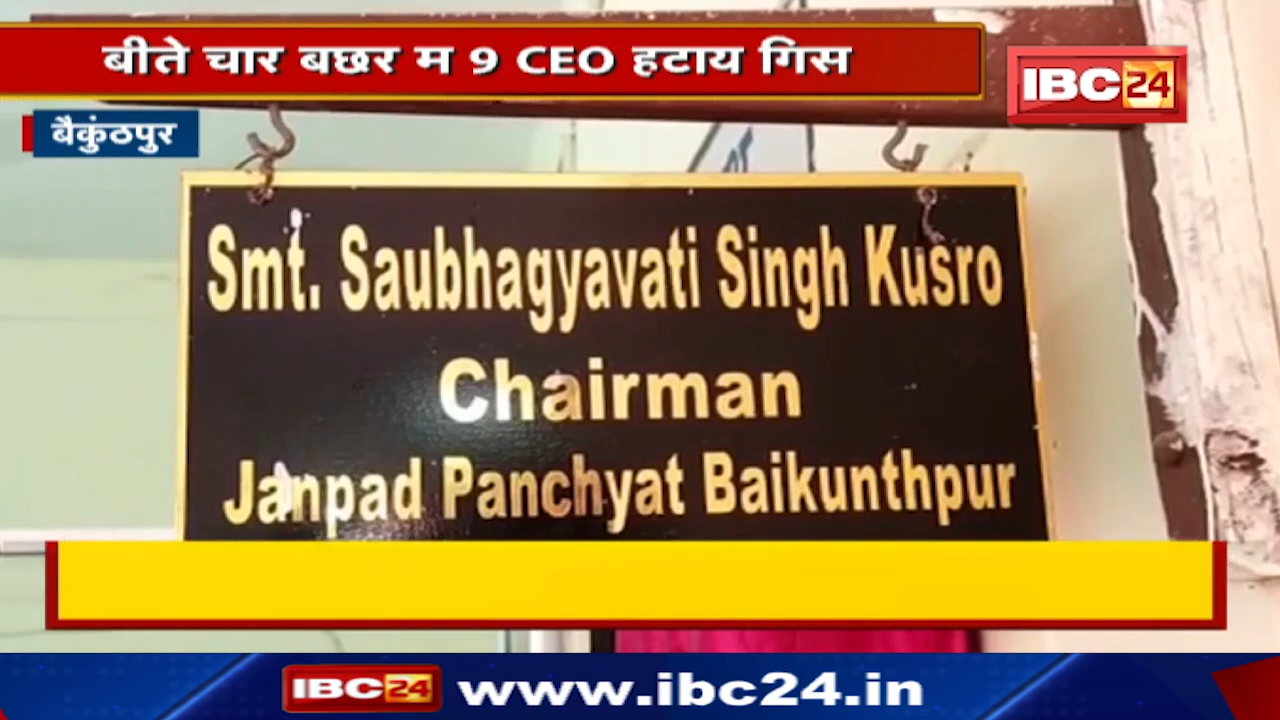 बीते चार बछर म 9 CEO हटाय गिस
IBC24
बैकुंठपुर
Smt. Saubhagyavati Singh Kusro
Chairman
Janpad Panchyat Baikunthpur
IBC24 www.ibc24.in